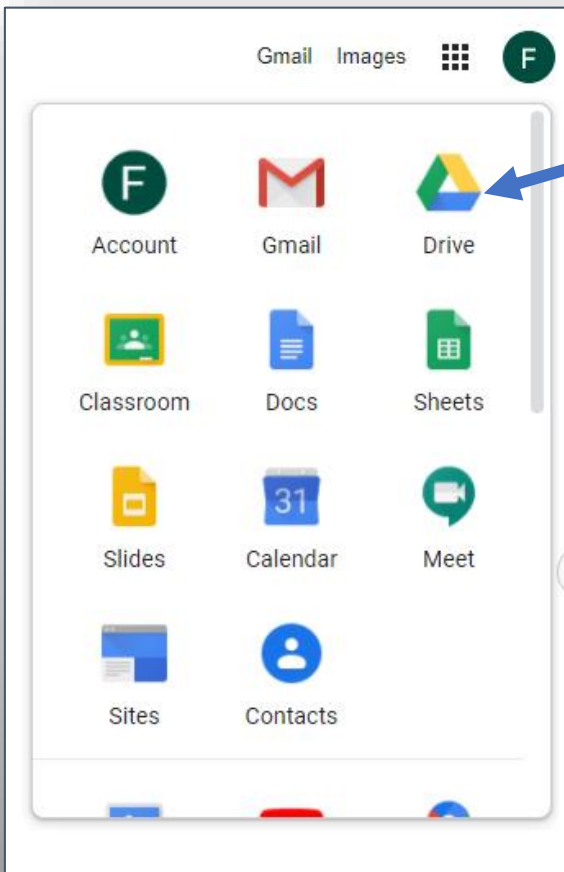 Gmail Images F
F
Account Gmail Drive
Classroom Docs Sheets
31
Slides Calendar Meet
Sites Contacts